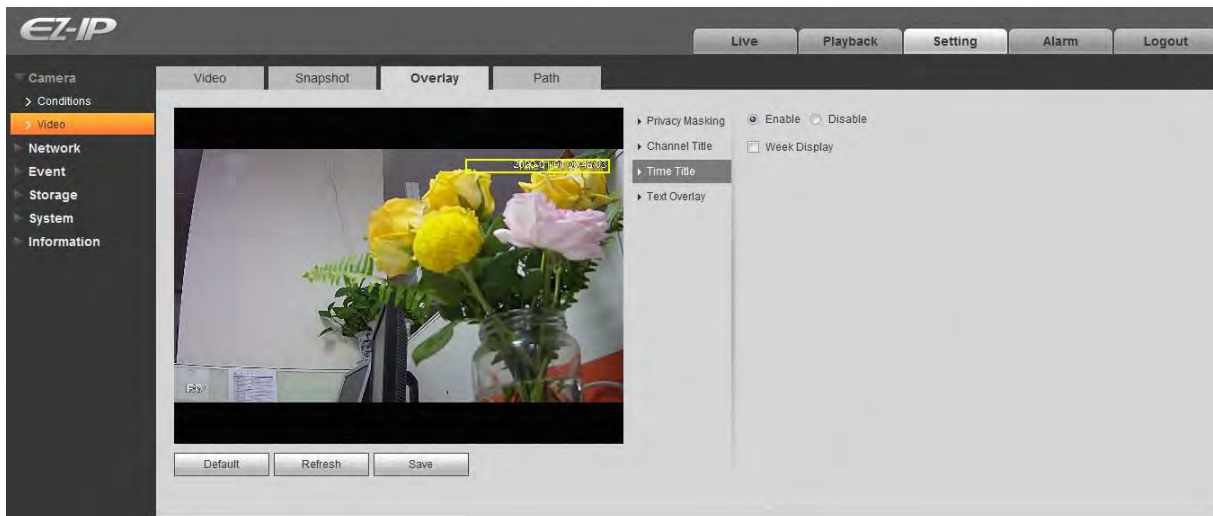 EZ-IP
Live
Playback
Setting
Alarm
Logout
Camera
Conditions
Video
Network
Event
Storage
System
Information
Video
Snapshot
Overlay
Path
Privacy Masking
Channel Title
Time Title
Text Overlay
Enable
Disable
Week Display
Default
Refresh
Save